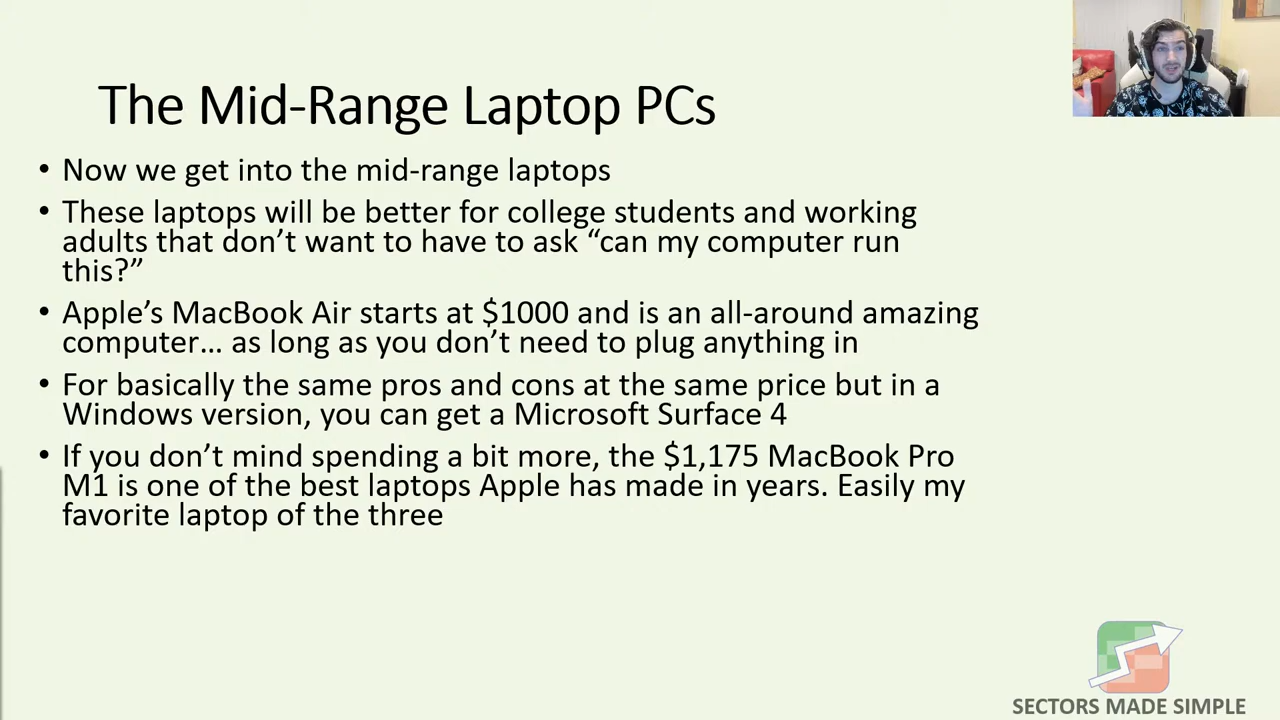 The Mid-Range Laptop PCs
• Now we get into the mid-range laptops
• These laptops will be better for college students and working
adults that don’t want to have to ask “can my computer run
this?”
• Apple’s MacBook Air starts at $1000 and is an all-around amazing
computer… as long as you don’t need to plug anything in
• For basically the same pros and cons at the same price but in a
Windows version, you can get a Microsoft Surface 4
• If you don’t mind spending a bit more, the $1,175 MacBook Pro
M1 is one of the best laptops Apple has made in years. Easily my
favorite laptop of the three
SECTORS MADE SIMPLE